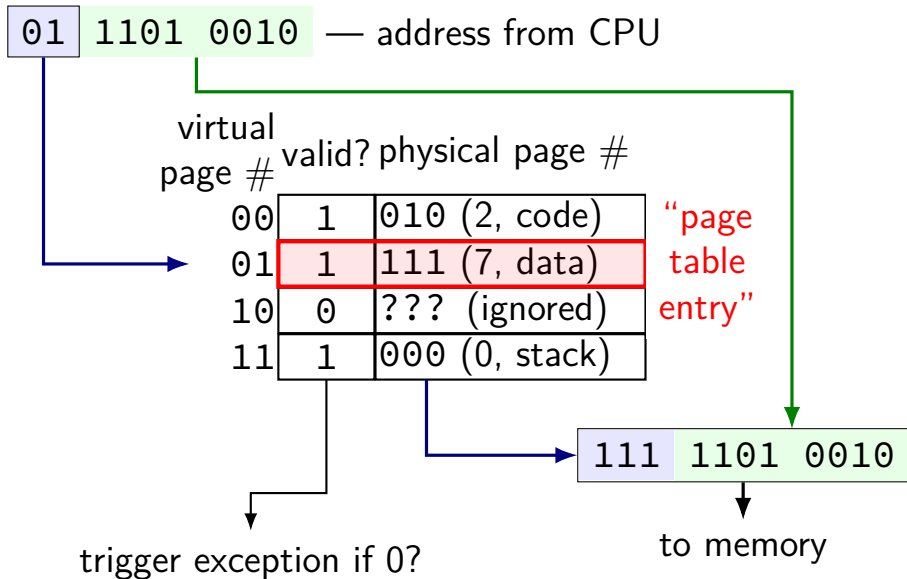 01 1101 0010 — address from CPU
virtual
page #
valid? physical page #
00 1 010 (2, code)
01 1 111 (7, data)
10 0 ??? (ignored)
11 1 000 (0, stack)
“page
table
entry”
111 1101 0010
to memory
trigger exception if 0?